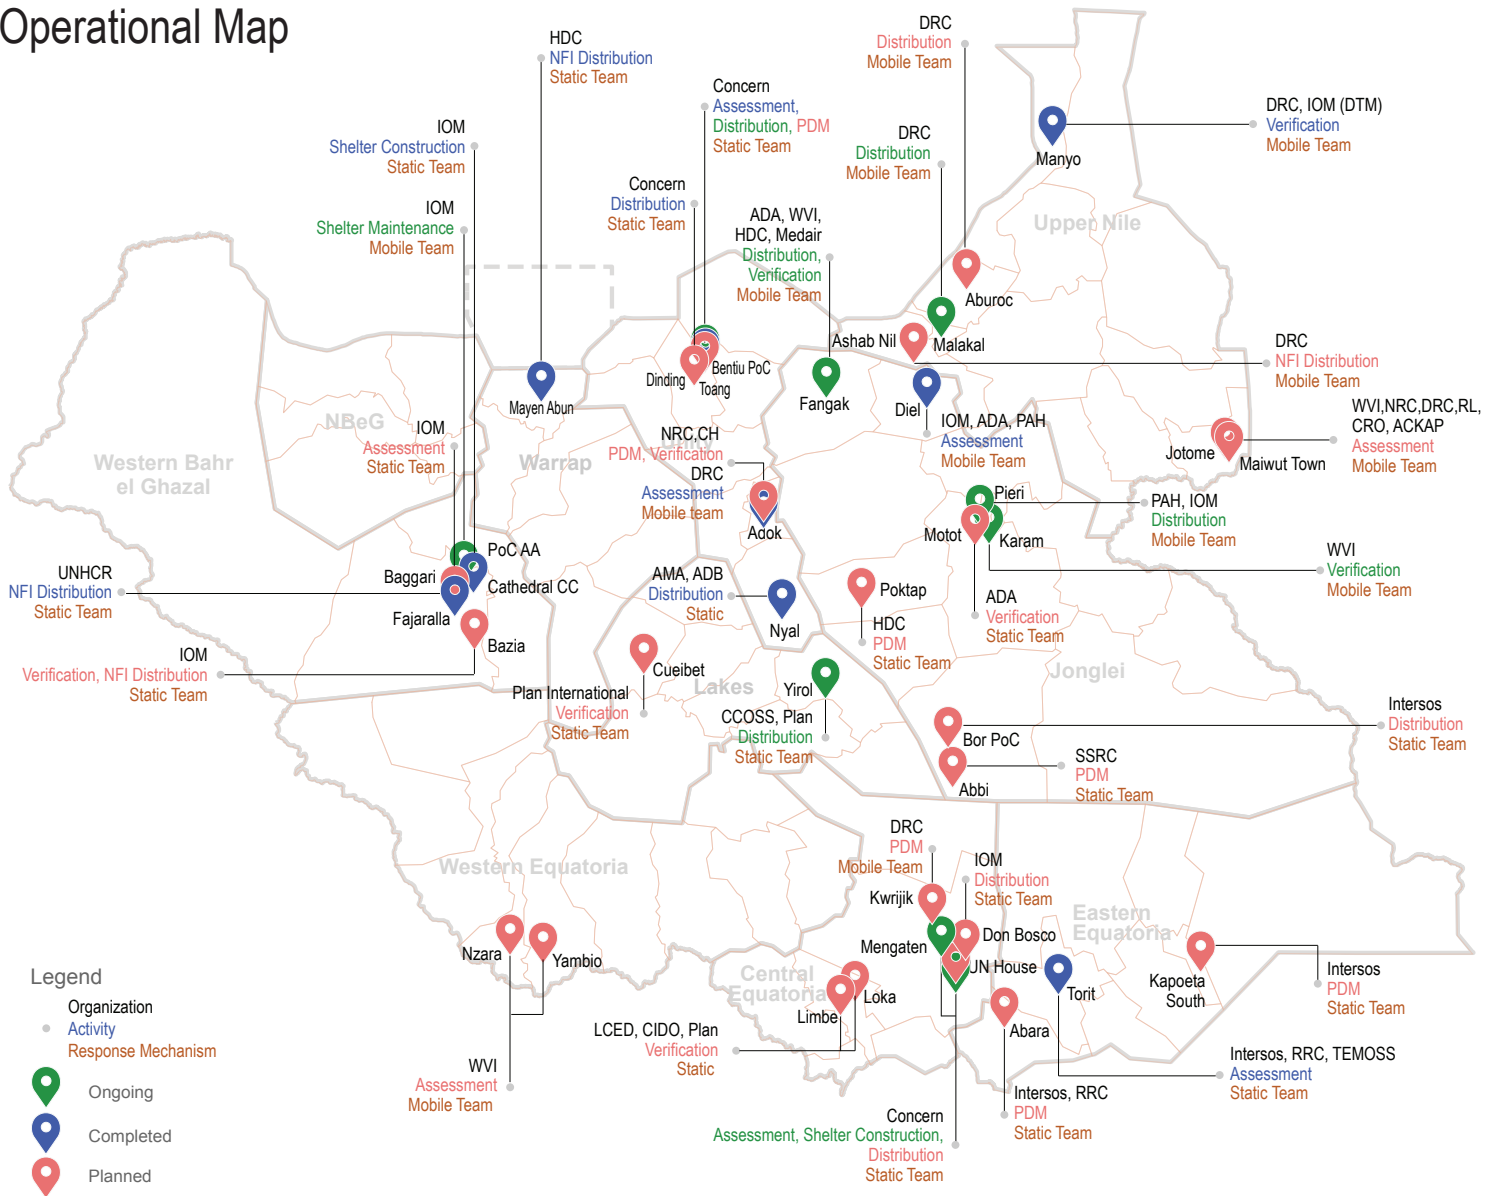 Operational Map
HDC
NFI Distribution
Static Team
DRC
Distribution
Mobile Team
Concern
Assessment,
Distribution, PDM
Static Team
DRC, IOM (DTM)
Verification
Mobile Team
IOM
Shelter Construction
Static Team
DRC
Distribution
Mobile Team
Manyo
Concern
Distribution
Static Team
IOM
Shelter Maintenance
Mobile Team
ADA, WVI,
HDC, Medair
Distribution,
Verification
Mobile Team
Upper Nile
Aburoc
Ashab Nil
Malakal
DRC
NFI Distribution
Mobile Team
Bentiu PoC
Dinding
Toang
Mayen Abun
Fangak
Diel
IOM, ADA, PAH
Assessment
Mobile Team
WVI,NRC,DRC,RL,
CRO, ACKAP
Assessment
Mobile Team
Jotome
Maiwut Town
NBeG
IOM
Assessment
Static Team
Unity
NRC,CH
PDM, Verification
DRC
Assessment
Mobile team
Adok
Warrap
Western Bahr
el Ghazal
Pieri
PAH, IOM
Distribution
Mobile Team
Motot
Karam
WVI
Verification
Mobile Team
PoC AA
Baggari
Cathedral CC
Fajaralla
UNHCR
NFI Distribution
Static Team
AMA, ADB
Distribution
Static
Nyal
Poktap
HDC
PDM
Static Team
ADA
Verification
Static Team
Bazia
IOM
Verification, NFI Distribution
Static Team
Cueibet
Plan International
Verification
Static Team
Lakes
Yirol
CCOSS, Plan
Distribution
Static Team
Jonglei
Bor PoC
Intersos
Distribution
Static Team
Abbi
SSRC
PDM
Static Team
DRC
PDM
Mobile Team
IOM
Distribution
Static Team
Western Equatoria
Kwrijik
Mengaten
Don Bosco
UN House
Eastern
Equatoria
Nzara
Yambio
Central
Equatoria
Loka
Limbe
Torit
Abara
Kapoeta
South
Intersos
PDM
Static Team
LCED, CIDO, Plan
Verification
Static
WVI
Assessment
Mobile Team
Intersos, RRC, TEMOSS
Assessment
Static Team
Intersos, RRC
PDM
Static Team
Concern
Assessment, Shelter Construction,
Distribution
Static Team
Legend
Organization
Activity
Response Mechanism
Ongoing
Completed
Planned